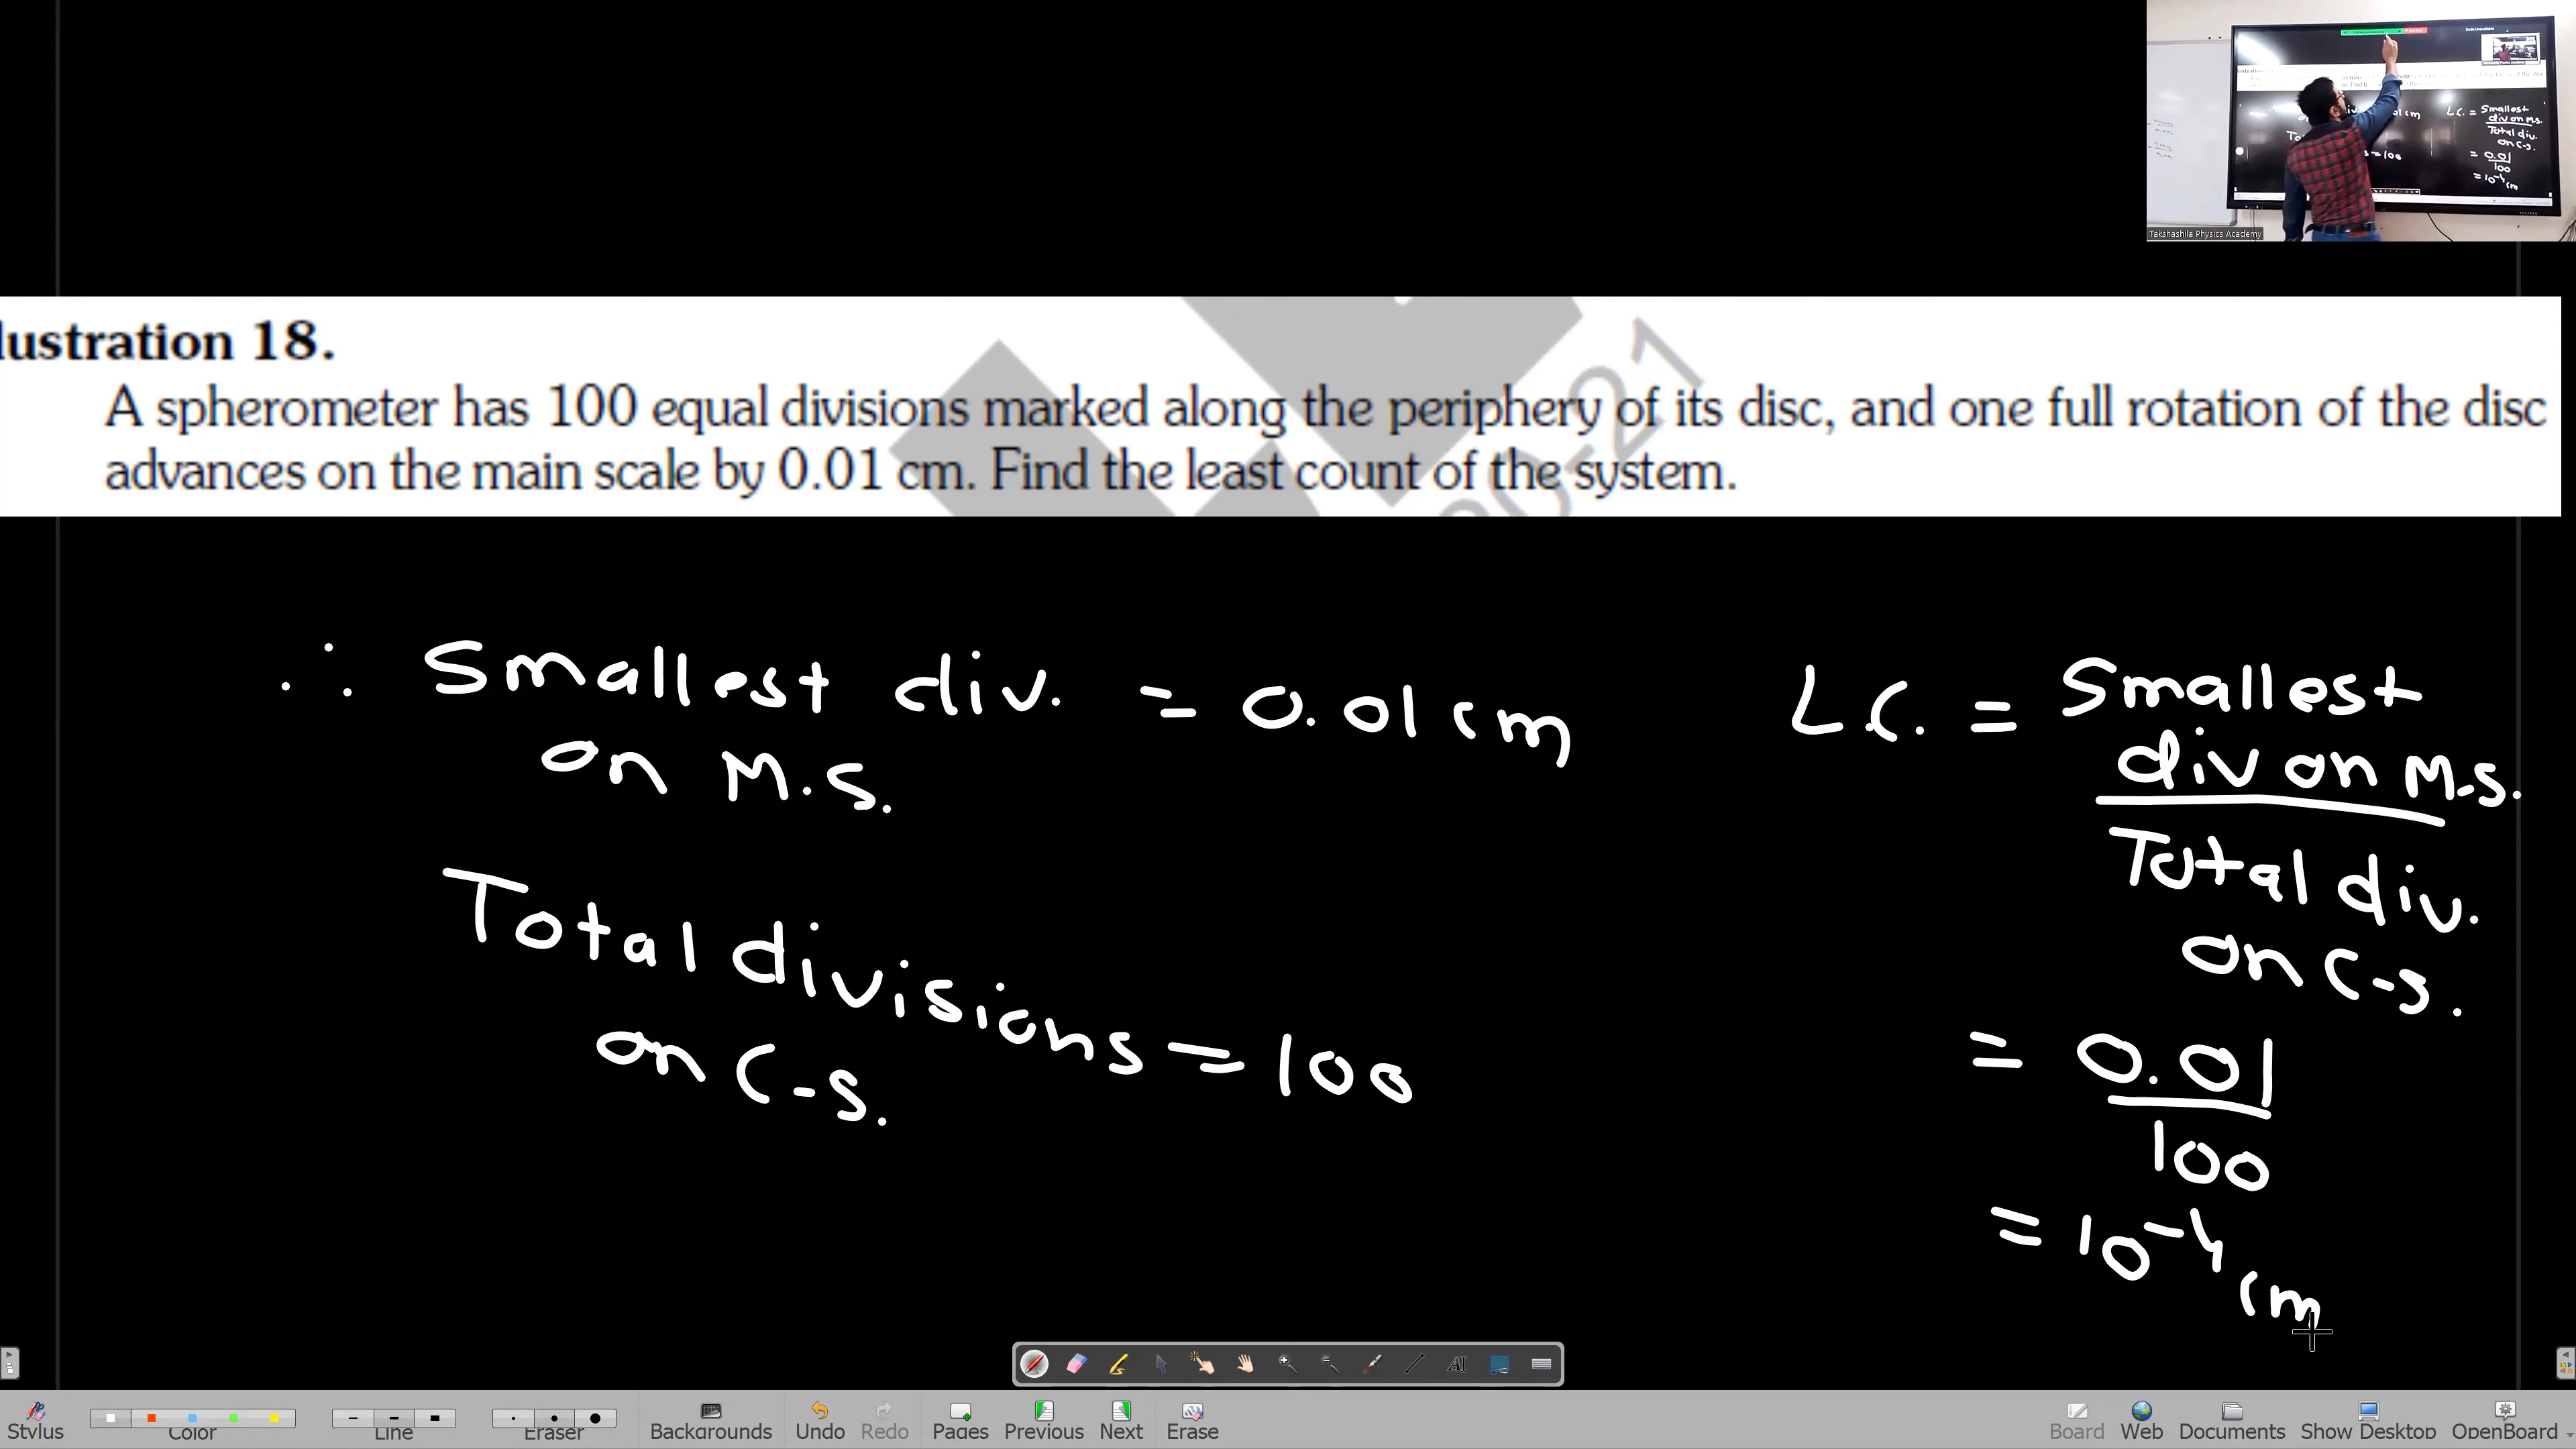 Takshashila Physics Academy
lustration 18.
A spherometer has 100 equal divisions marked along the periphery of its disc, and one full rotation of the disc
advances on the main scale by 0.01 cm. Find the least count of the system.
20-21
∴ Smallest div. = 0.01 cm
on M.S.
Total divisions = 100
on C-S.
L.C. = Smallest
div on M.S.
Total div.
on C-S.
= 0.01
100
= 10⁻⁴ cm
Stylus
Color
Line
Eraser
Backgrounds
Undo
Redo
Pages
Previous
Next
Erase
Board
Web
Documents
Show Desktop
OpenBoard